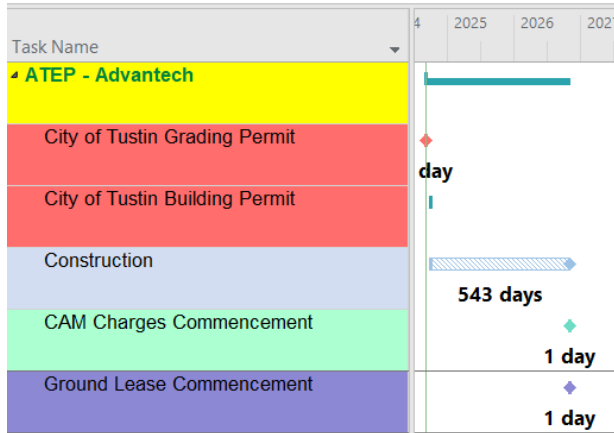 4 2025 2026 202
Task Name
ATEP - Advantech
City of Tustin Grading Permit
day
City of Tustin Building Permit
Construction
543 days
CAM Charges Commencement
1 day
Ground Lease Commencement
1 day